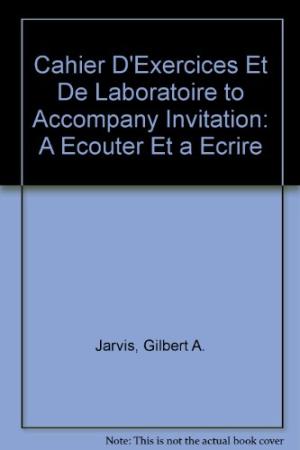 Cahier D'Exercices Et
De Laboratoire to
Accompany Invitation:
A Ecouter Et a Ecrire
Jarvis, Gilbert A.
Note: This is not the actual book cover